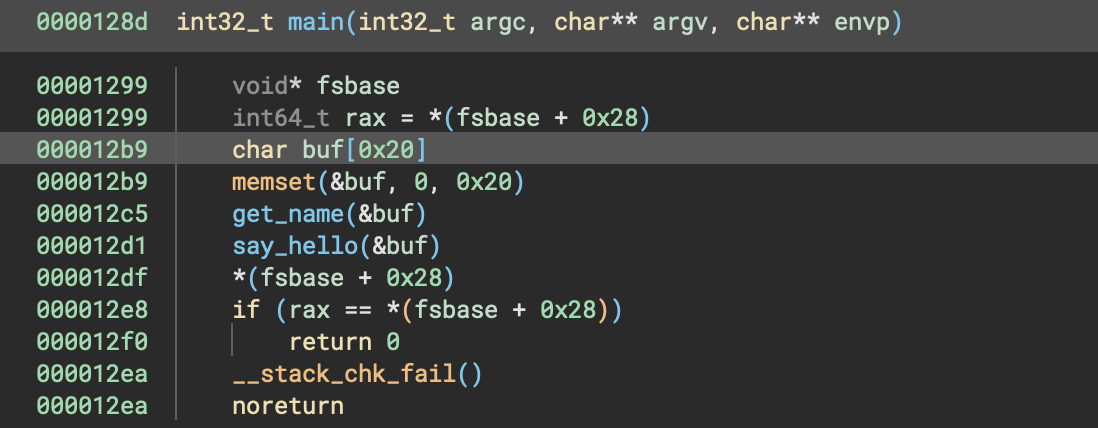 0000128d int32_t main(int32_t argc, char** argv, char** envp)
00001299 void* fsbase
00001299 int64_t rax = *(fsbase + 0x28)
000012b9 char buf[0x20]
000012b9 memset(&buf, 0, 0x20)
000012c5 get_name(&buf)
000012d1 say_hello(&buf)
000012df *(fsbase + 0x28)
000012e8 if (rax == *(fsbase + 0x28))
000012f0 return 0
000012ea __stack_chk_fail()
000012ea noreturn